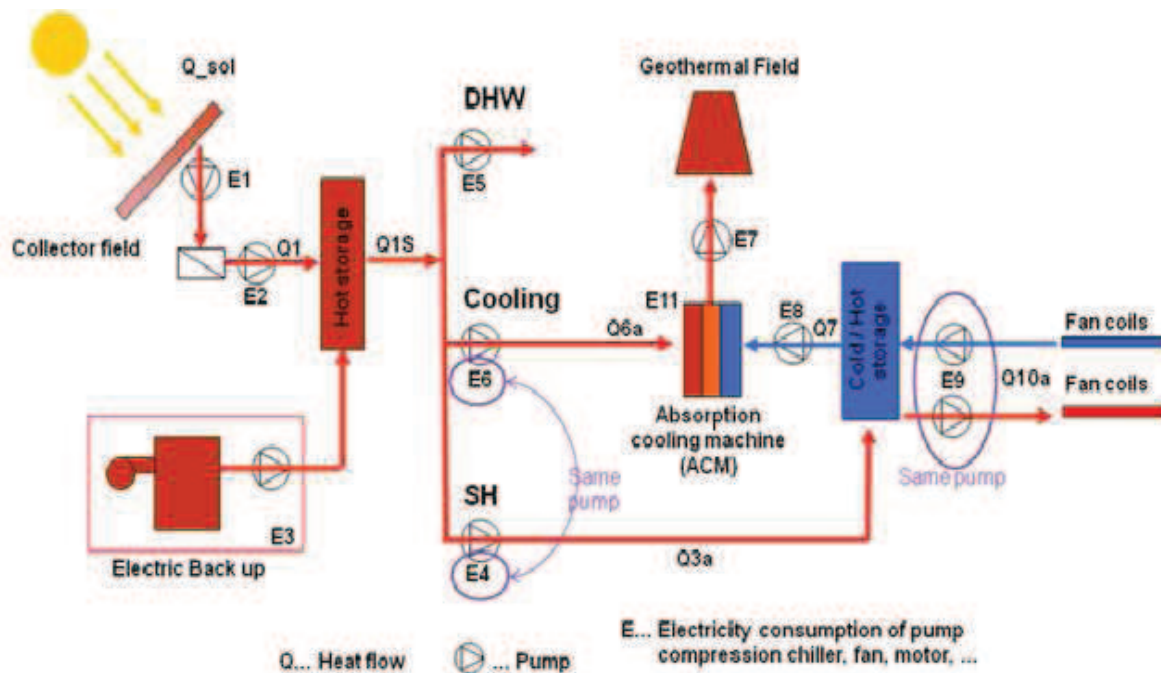 Q_sol
Geothermal Field
DHW
E5
E1
E7
Collector field
Q1
E2
Hot storage
Q1S
Cooling
E6
Q6a
E11
E8
Q7
Cold / Hot
storage
Fan coils
E9
Q10a
Fan coils
Absorption
cooling machine
(ACM)
Same
pump
Same pump
SH
E4
Q3a
E3
Electric Back up
Q... Heat flow
... Pump
E... Electricity consumption of pump
compression chiller, fan, motor, ...